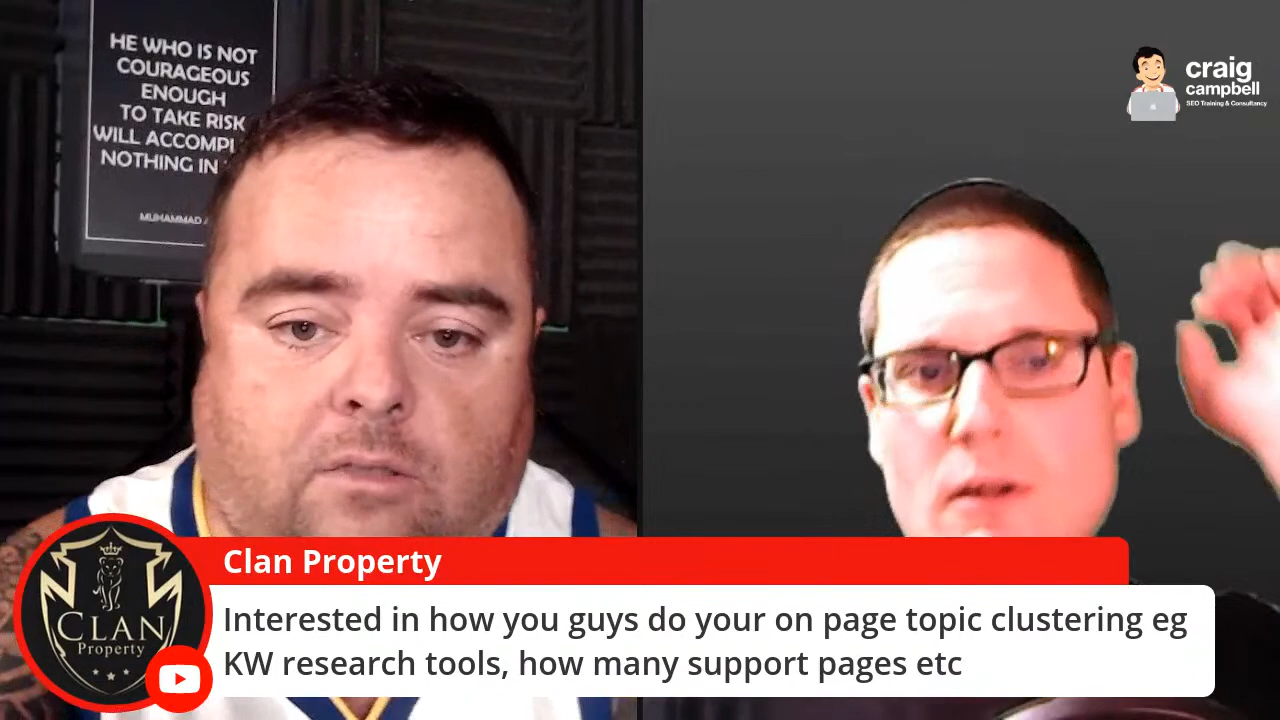 HE WHO IS NOT
COURAGEOUS
ENOUGH
TO TAKE RISK
WILL
NOTHING IN
MUHAMMAD
craig
campbell
SEO Training & Consultancy
Clan Property
Interested in how you guys do your on page topic clustering eg
KW research tools, how many support pages etc
CLAN
Property